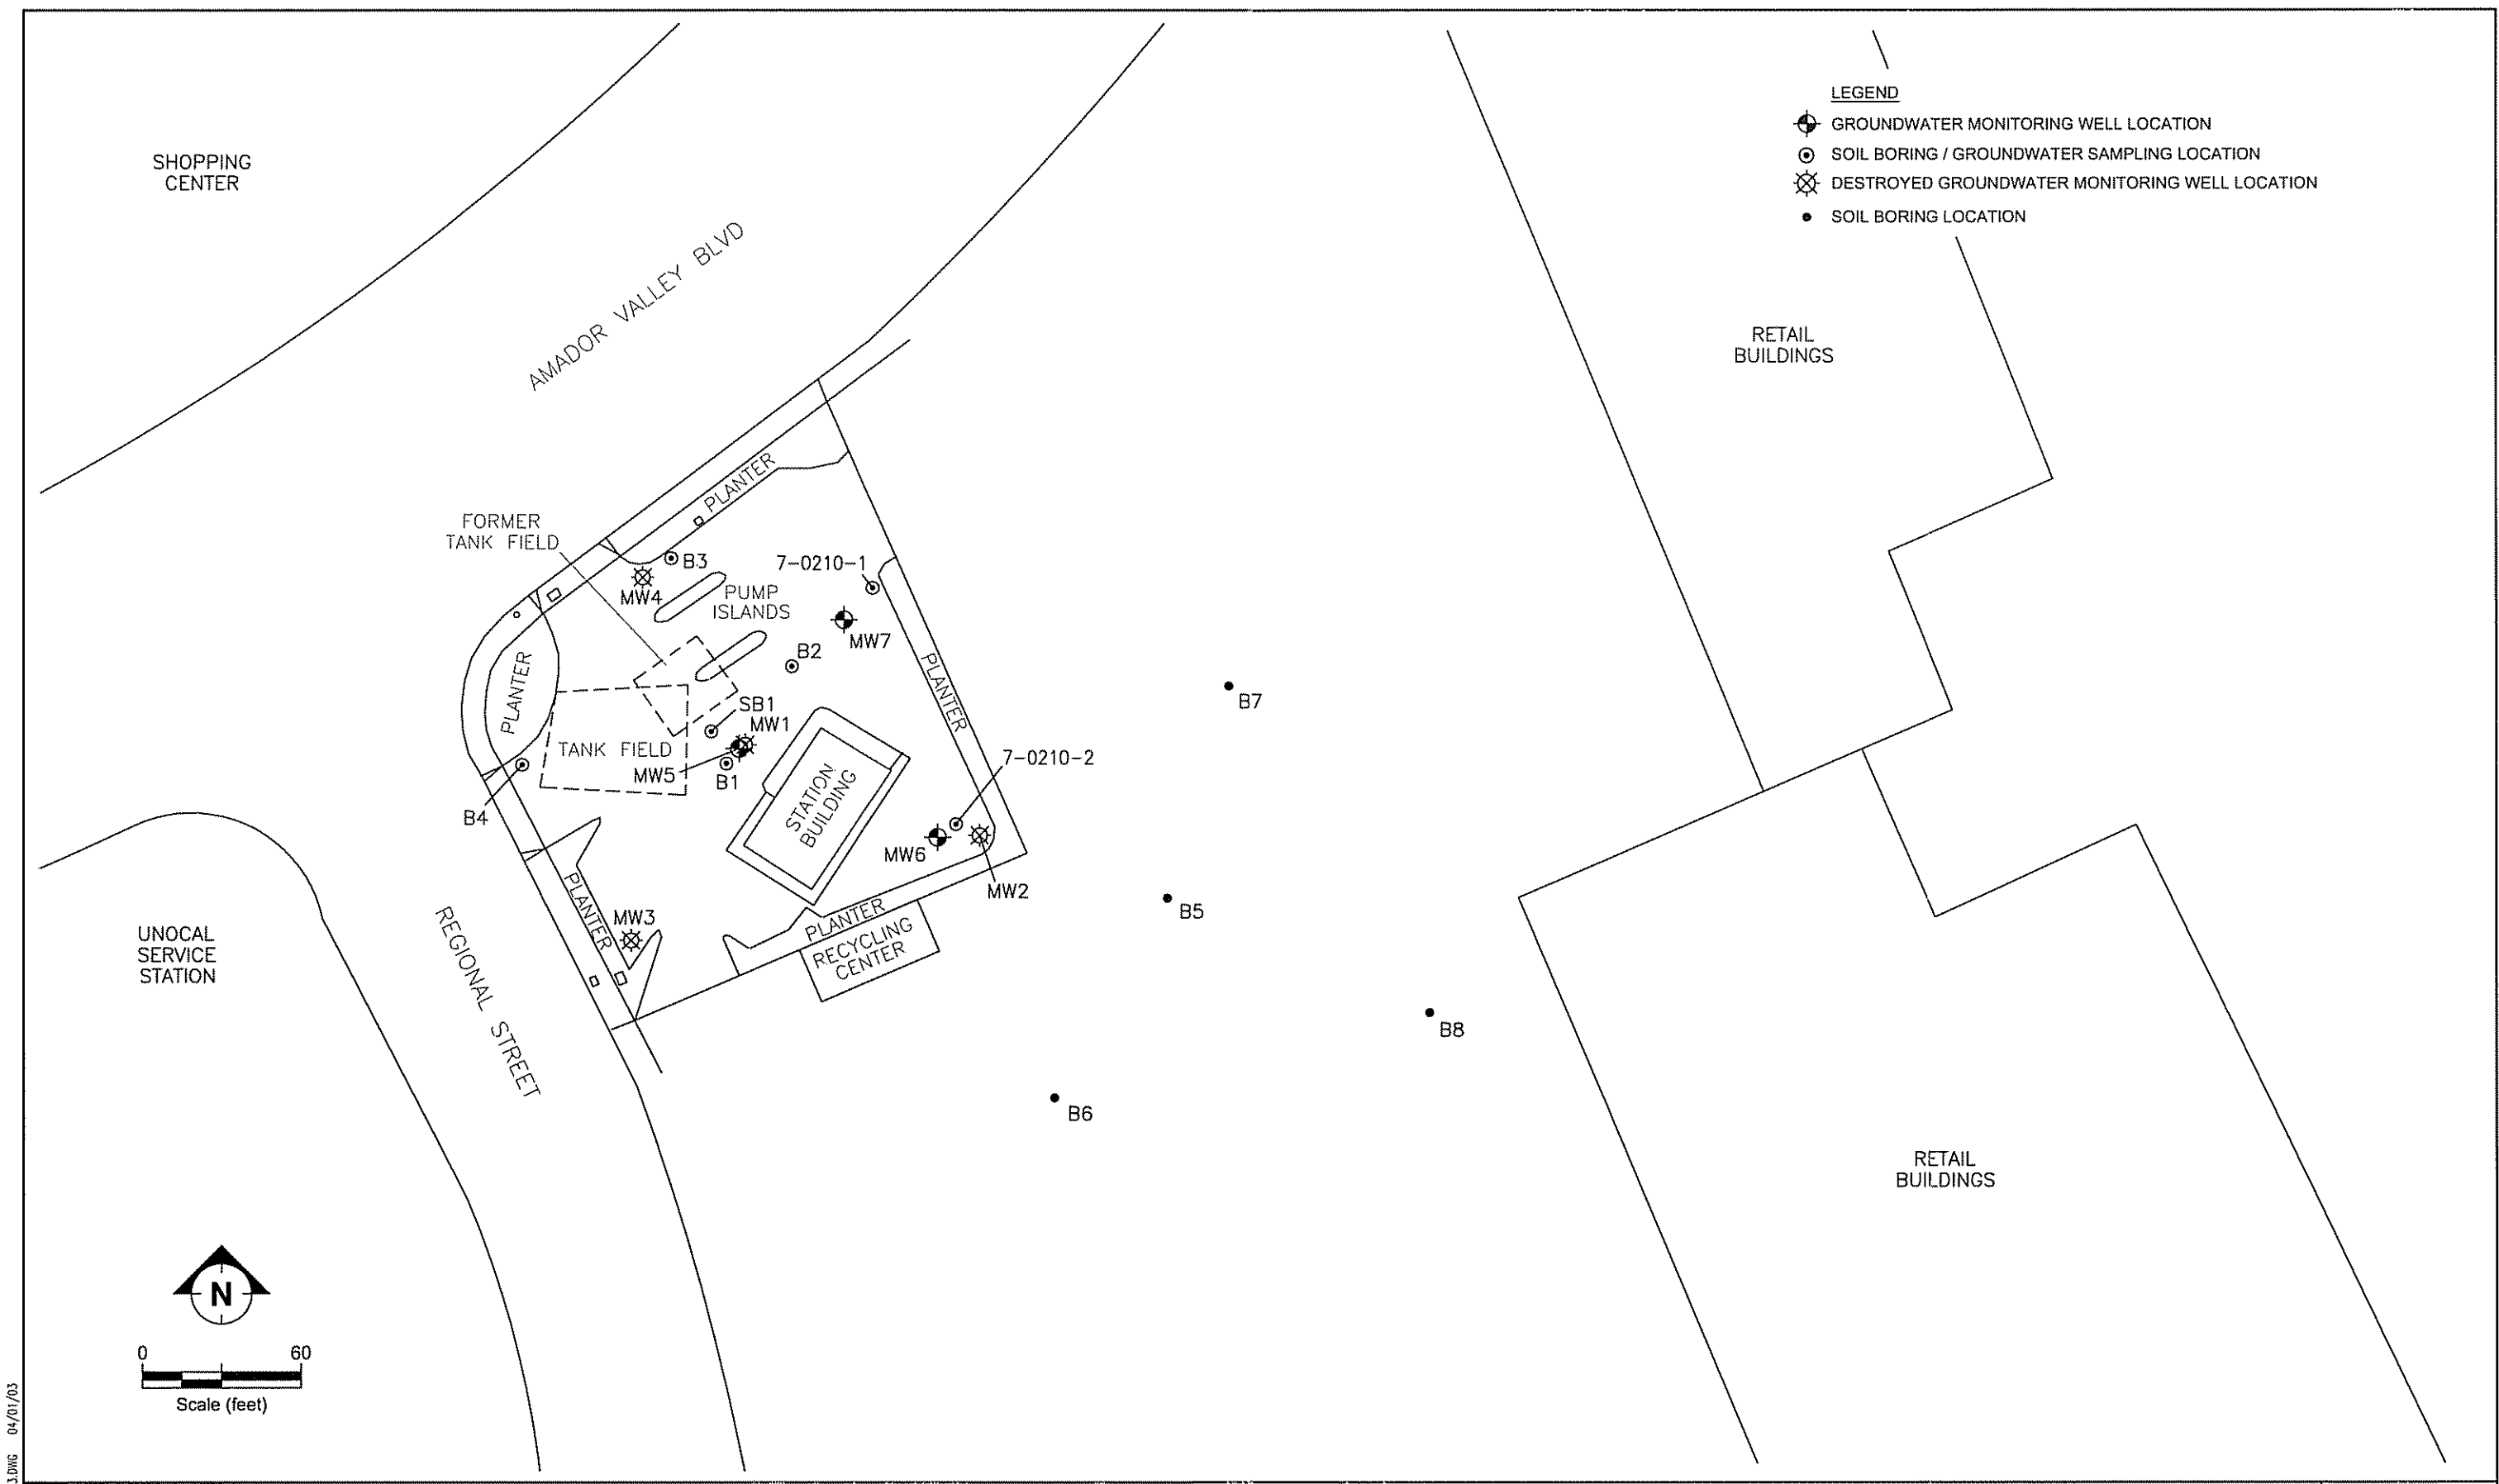 SHOPPING
CENTER
AMADOR VALLEY BLVD
LEGEND
GROUNDWATER MONITORING WELL LOCATION
SOIL BORING / GROUNDWATER SAMPLING LOCATION
DESTROYED GROUNDWATER MONITORING WELL LOCATION
SOIL BORING LOCATION
RETAIL
BUILDINGS
PLANTER
FORMER
TANK FIELD
B3
7-0210-1
MW4
PUMP
ISLANDS
MW7
B2
PLANTER
PLANTER
B7
SB1
MW1
TANK FIELD
MW5
B1
7-0210-2
STATION
BUILDING
B4
MW6
MW2
PLANTER
MW3
PLANTER
B5
RECYCLING
CENTER
UNOCAL
SERVICE
STATION
REGIONAL STREET
B8
B6
RETAIL
BUILDINGS
N
0 60
Scale (feet)
3.DWG 04/01/03